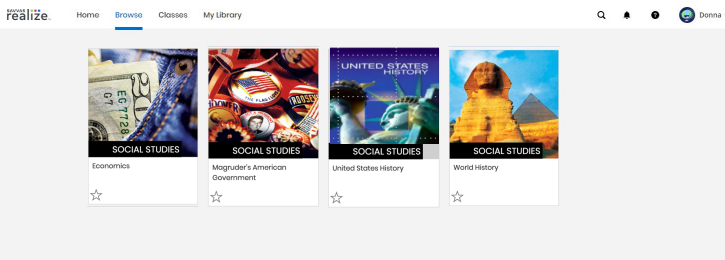 SAVVAS
realize.
Home Browse Classes My Library
Donna
UNITED STATES
HISTORY
SOCIAL STUDIES
SOCIAL STUDIES
SOCIAL STUDIES
SOCIAL STUDIES
Economics
Magruder's American
Government
United States History
World History